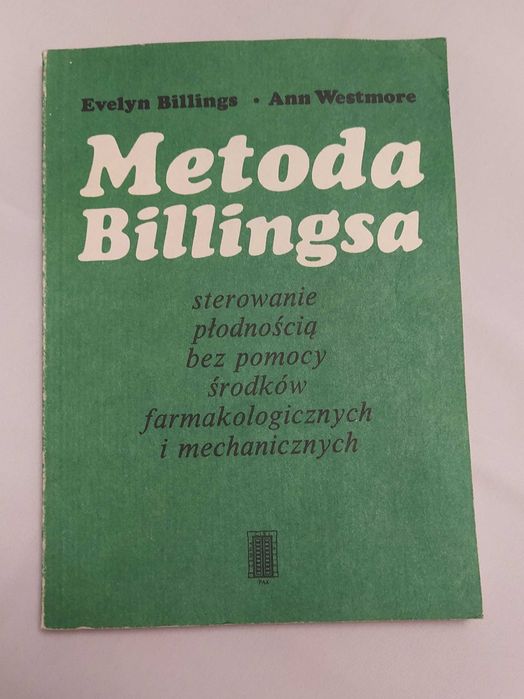 Evelyn Billings • Ann Westmore
Metoda
Billingsa
sterowanie
płodnością
bez pomocy
środków
farmakologicznych
i mechanicznych
PAX